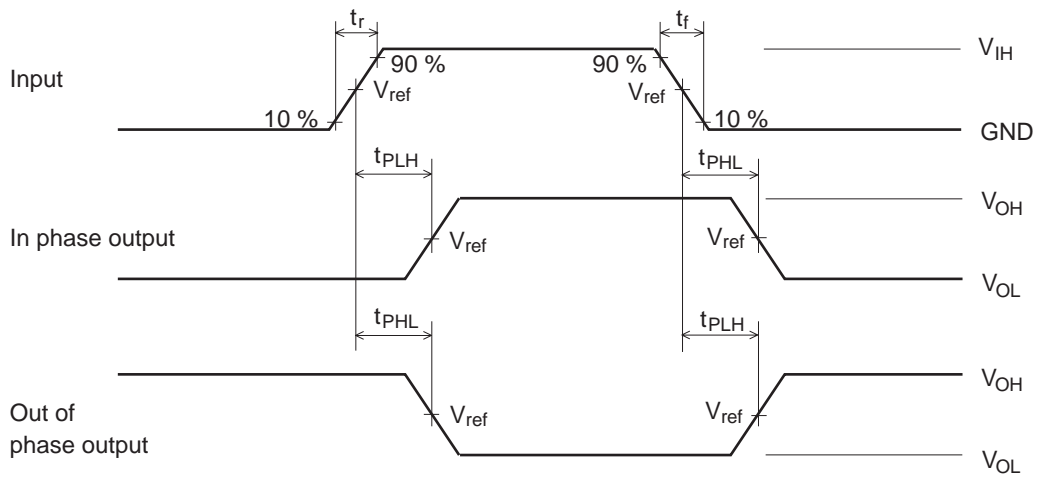 tr
tf
VIH
90 %
90 %
Input
Vref
Vref
10 %
10 %
GND
tPLH
tPHL
VOH
In phase output
Vref
Vref
VOL
tPHL
tPLH
VOH
Out of
phase output
Vref
Vref
VOL